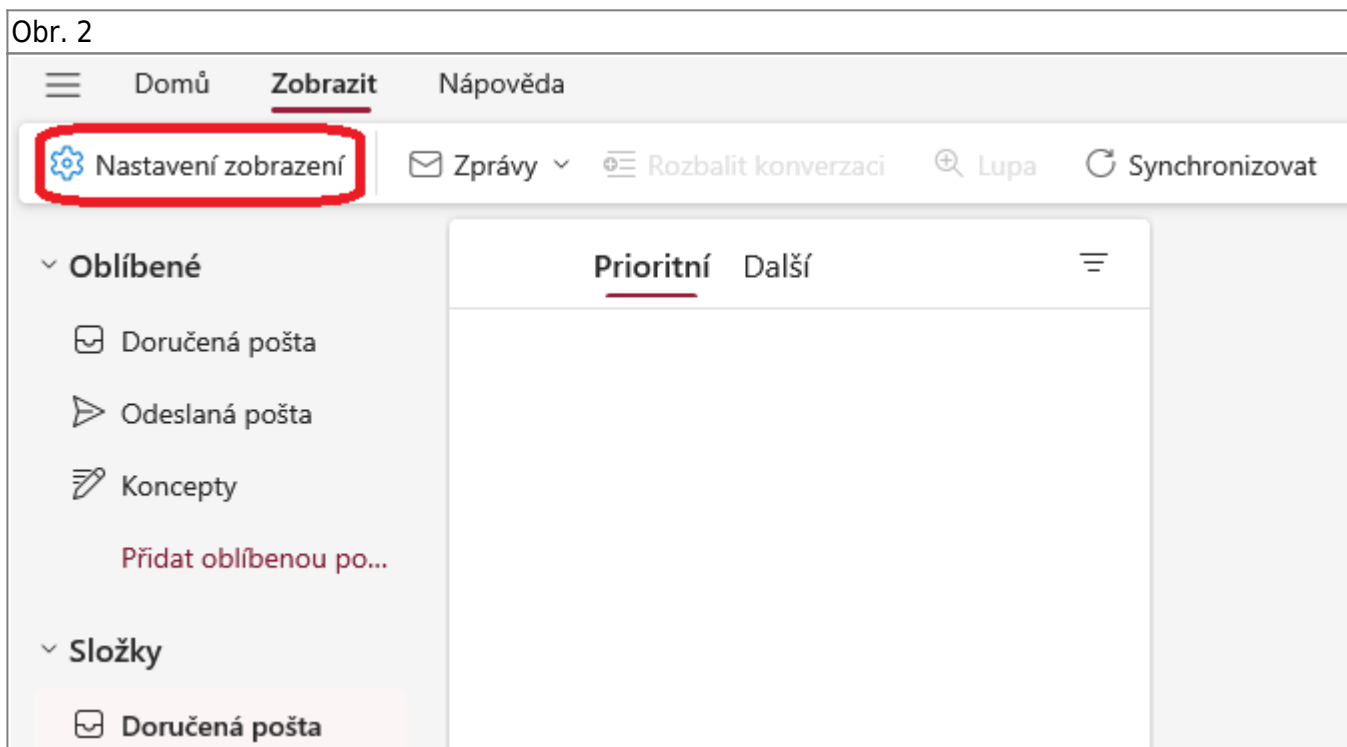 Obr. 2
Domů Zobrazit Nápověda
Nastavení zobrazení Zprávy Rozbalit konverzaci Lupa Synchronizovat
Oblíbené
Prioritní Další
Doručená pošta
Odeslaná pošta
Koncepty
Přidat oblíbenou po...
Složky
Doručená pošta